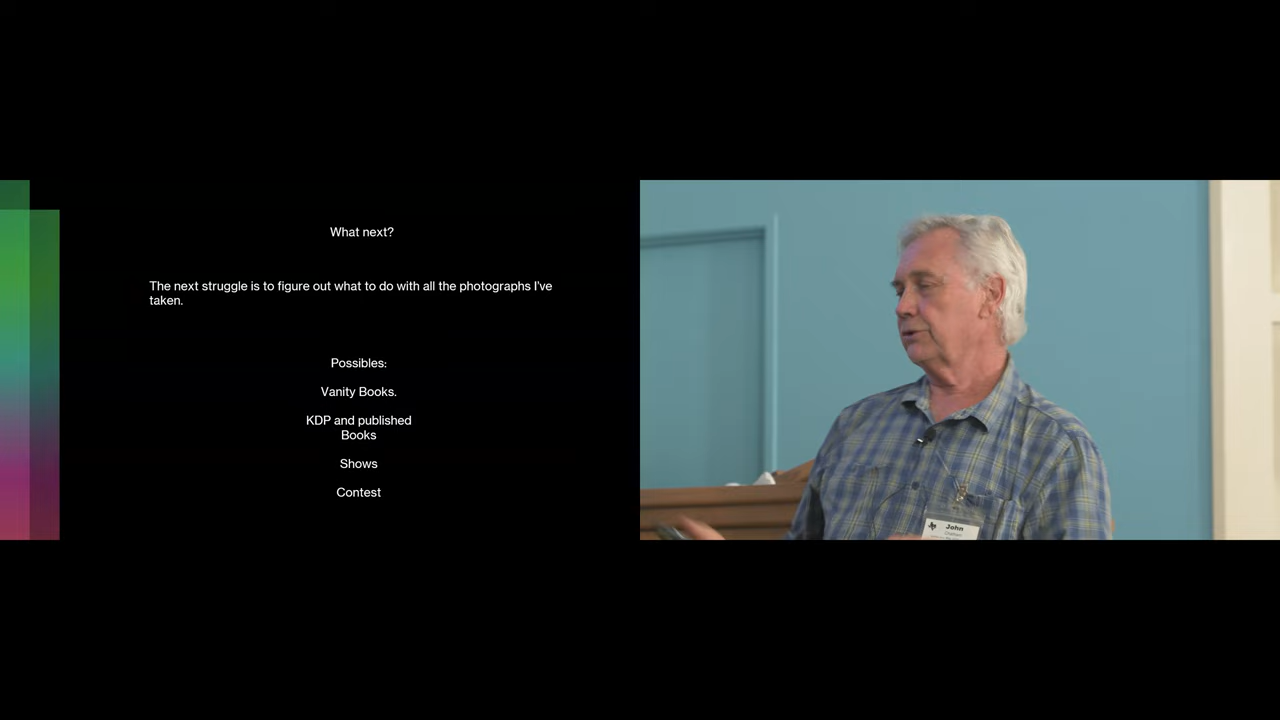 What next?
The next struggle is to figure out what to do with all the photographs I've
taken.
Possibles:
Vanity Books.
KDP and published
Books
Shows
Contest
John